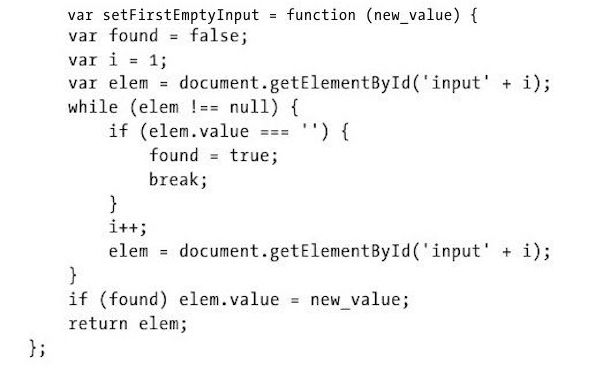 var setFirstEmptyInput = function (new_value) {
var found = false;
var i = 1;
var elem = document.getElementById('input' + i);
while (elem !== null) {
if (elem.value === '') {
found = true;
break;
}
i++;
elem = document.getElementById('input' + i);
}
if (found) elem.value = new_value;
return elem;
};